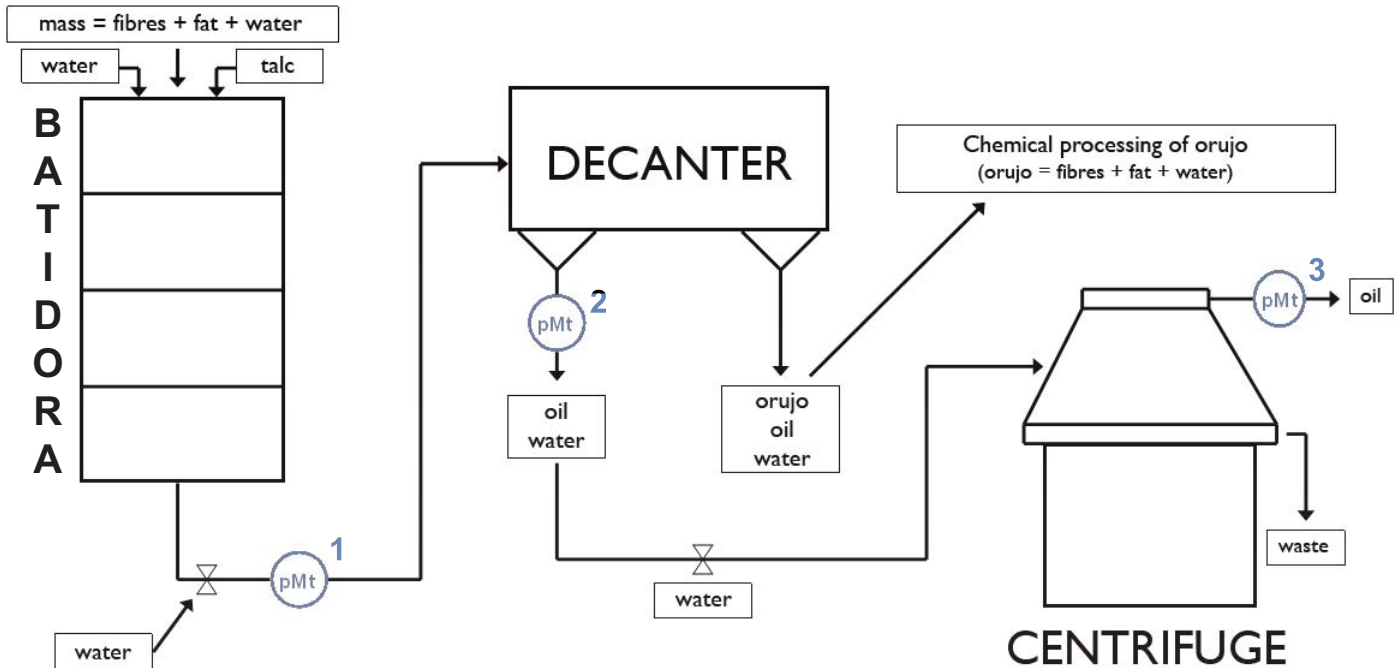 mass = fibres + fat + water
water
talc
BATIDORA
DECANTER
Chemical processing of orujo
(orujo = fibres + fat + water)
pMt
2
pMt
3
oil
oil
water
orujo
oil
water
pMt
1
water
water
waste
CENTRIFUGE